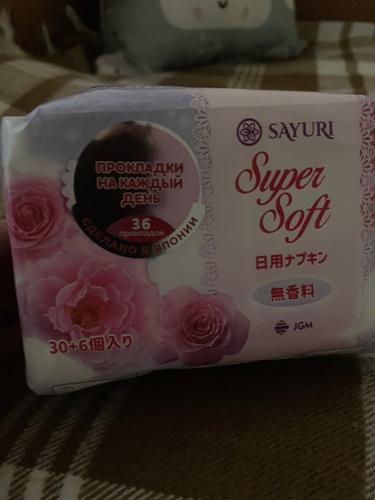 SAYURI
Super
Soft
日用ナプキン
無香料
JGM
ПРОКЛАДКИ
НА КАЖДЫЙ
ДЕНЬ
36
прокладок
СДЕЛАНО В ЯПОНИИ
30+6個入り